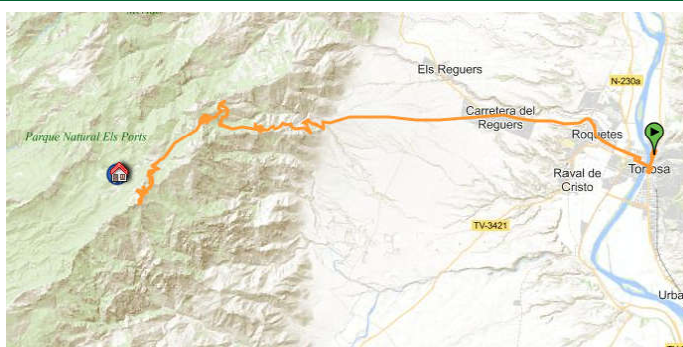 Els Reguers
N-230a
Carretera del
Reguers
Roquetes
Parque Natural Els Ports
Tortosa
Raval de
Cristo
TV-3421
Urba